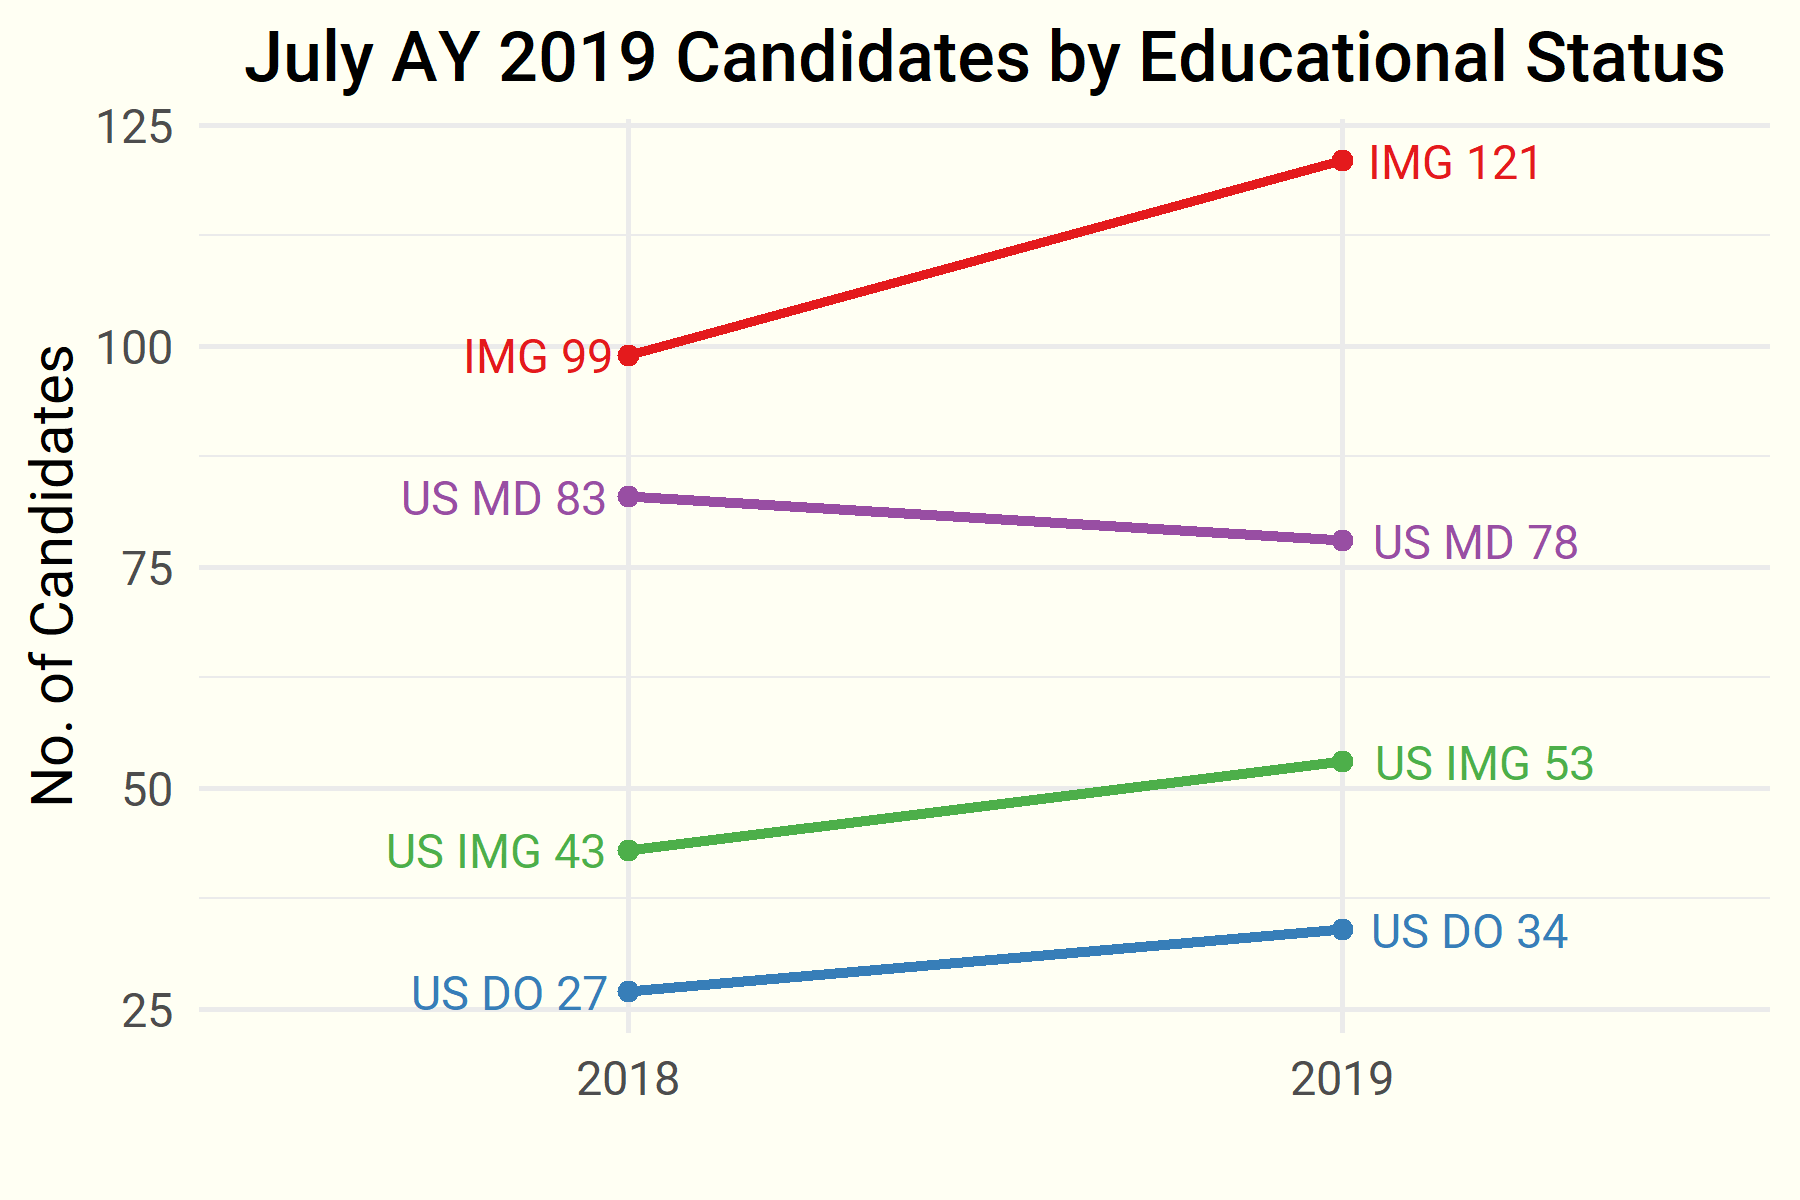 July AY 2019 Candidates by Educational Status
No. of Candidates
125
100
75
50
25
IMG 99
IMG 121
US MD 83
US MD 78
US IMG 43
US IMG 53
US DO 27
US DO 34
2018
2019